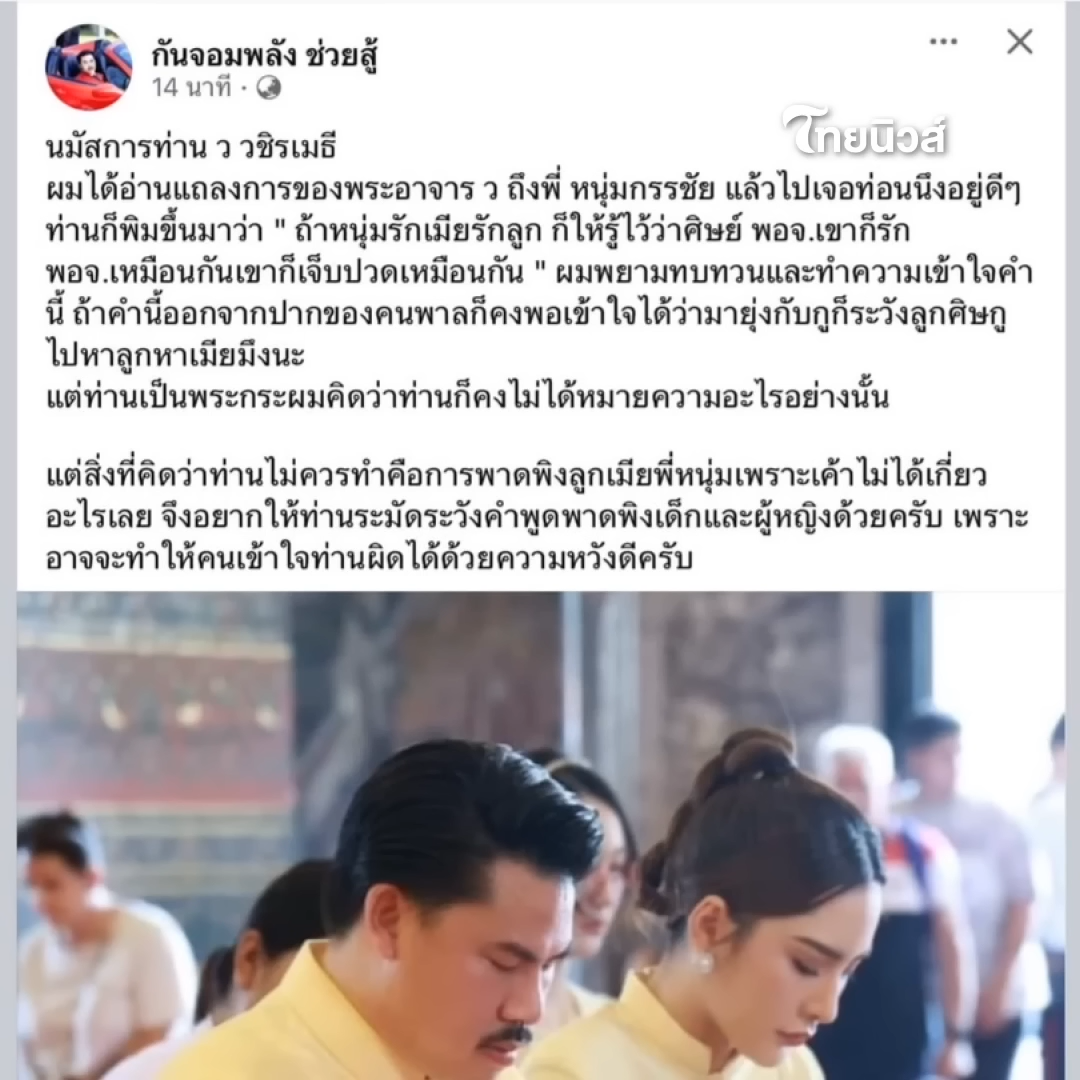 กันจอมพลัง ช่วยสู้
14 นาที ·
ไทยนิวส์
นมัสการท่าน ว วชิรเมธี
ผมได้อ่านแถลงการของพระอาจาร ว ถึงพี่ หนุ่มกรรชัย แล้วไปเจอท่อนนึงอยู่ดีๆ
ท่านก็พิมขึ้นมาว่า " ถ้าหนุ่มรักเมียรักลูก ก็ให้รู้ไว้ว่าศิษย์ พอจ.เขาก็รัก
พอจ.เหมือนกันเขาก็เจ็บปวดเหมือนกัน " ผมพยามทบทวนและทำความเข้าใจคำ
นี้ ถ้าคำนี้ออกจากปากของคนพาลก็คงพอเข้าใจได้ว่ามายุ่งกับกูก็ระวังลูกศิษกู
ไปหาลูกหาเมียมึงนะ
แต่ท่านเป็นพระกระผมคิดว่าท่านก็คงไม่ได้หมายความอะไรอย่างนั้น
แต่สิ่งที่คิดว่าท่านไม่ควรทำคือการพาดพิงลูกเมียพี่หนุ่มเพราะเค้าไม่ได้เกี่ยว
อะไรเลย จึงอยากให้ท่านระมัดระวังคำพูดพาดพิงเด็กและผู้หญิงด้วยครับ เพราะ
อาจจะทำให้คนเข้าใจท่านผิดได้ด้วยความหวังดีครับ